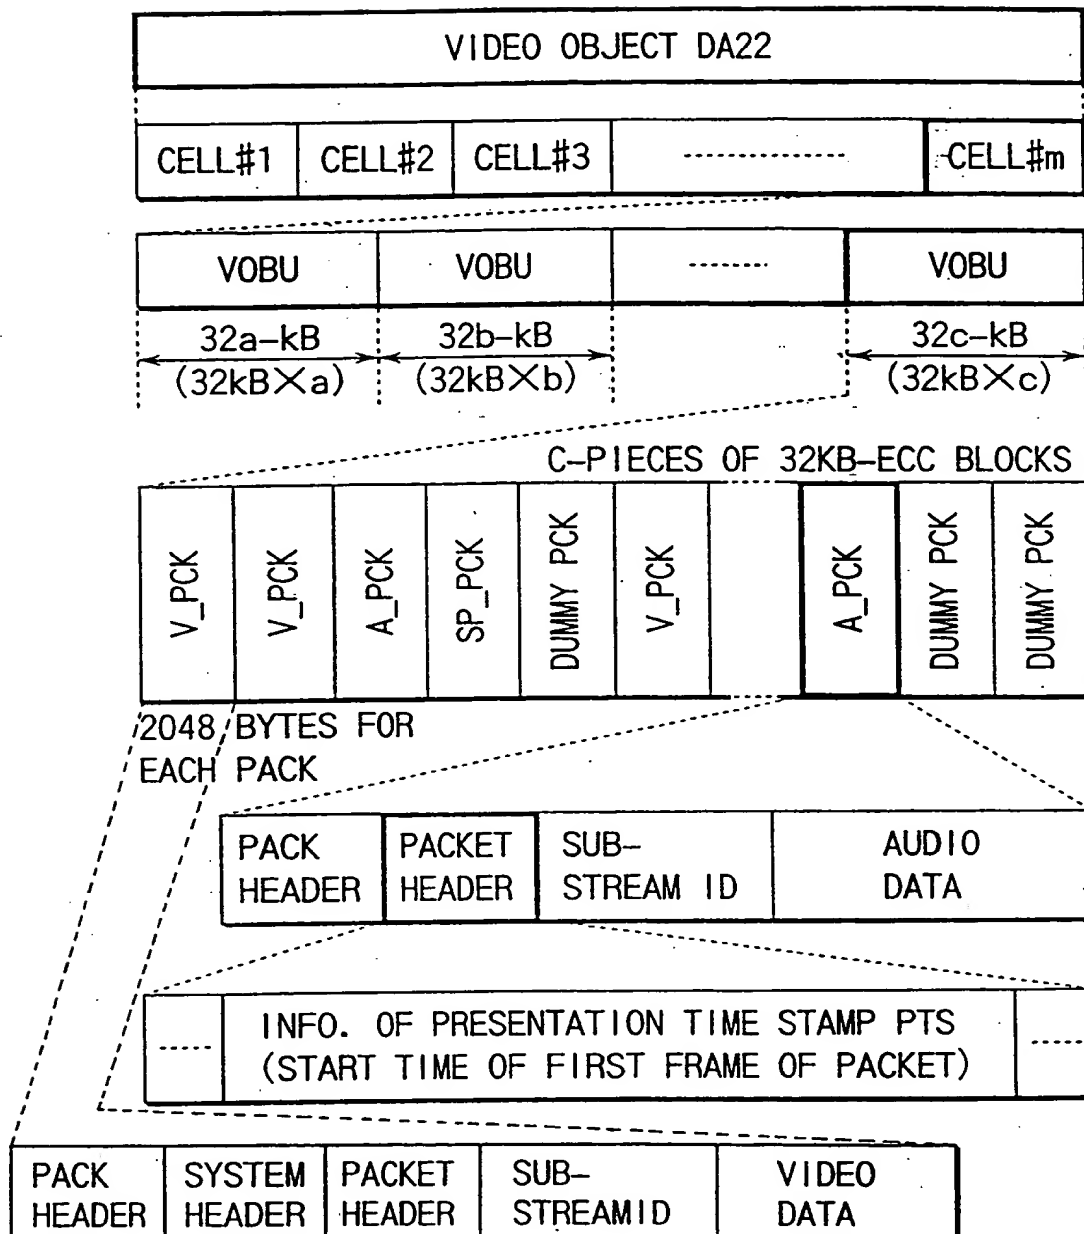 VIDEO OBJECT DA22
CELL#1 CELL#2 CELL#3 CELL#m
VOBU VOBU VOBU
32a-kB 32b-kB 32c-kB
(32kB×a) (32kB×b) (32kB×c)
C-PIECES OF 32KB-ECC BLOCKS
V_PCK V_PCK A_PCK SP_PCK DUMMY PCK V_PCK A_PCK DUMMY PCK DUMMY PCK
2048 BYTES FOR
EACH PACK
PACK PACKET SUB- AUDIO
HEADER HEADER STREAM ID DATA
INFO. OF PRESENTATION TIME STAMP PTS
(START TIME OF FIRST FRAME OF PACKET)
PACK SYSTEM PACKET SUB- VIDEO
HEADER HEADER HEADER STREAMID DATA